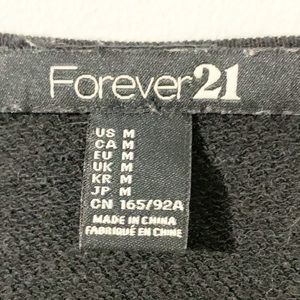 Forever21
US M
CA M
EU M
UK M
KR M
JP M
CN 165/92A
MADE IN CHINA
FABRIQUÉ EN CHINE